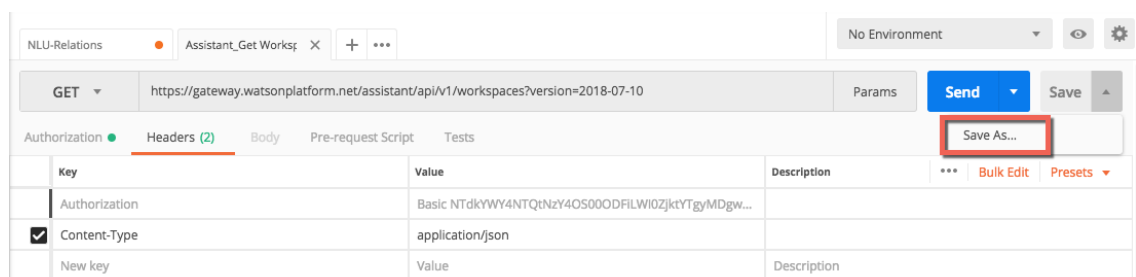 No Environment
NLU-Relations Assistant_Get Worksp
GET https://gateway.watsonplatform.net/assistant/api/v1/workspaces?version=2018-07-10 Params Send Save
Authorization Headers (2) Body Pre-request Script Tests Save As...
Key Value Description Bulk Edit Presets
Authorization Basic
Content-Type application/json
New key Value Description